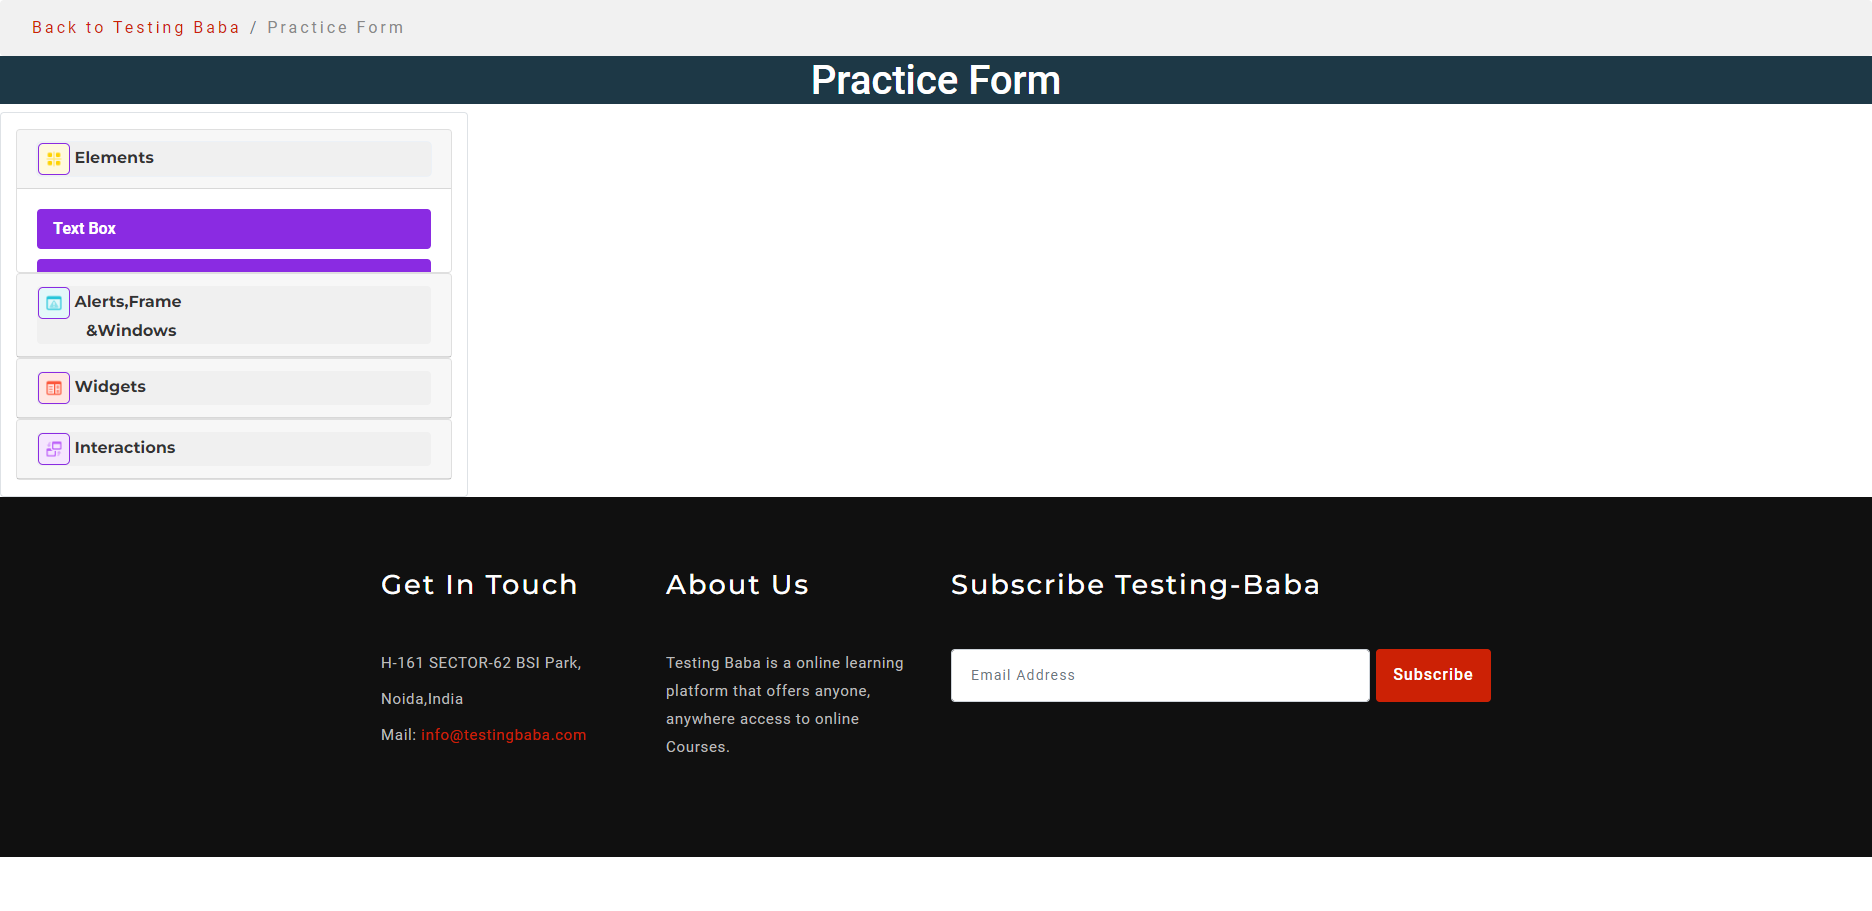 Back to Testing Baba / Practice Form
Practice Form
Elements
Text Box
Alerts,Frame
&Windows
Widgets
Interactions
Get In Touch
H-161 SECTOR-62 BSI Park,
Noida,India
Mail: info@testingbaba.com
About Us
Testing Baba is a online learning
platform that offers anyone,
anywhere access to online
Courses.
Subscribe Testing-Baba
Email Address
Subscribe